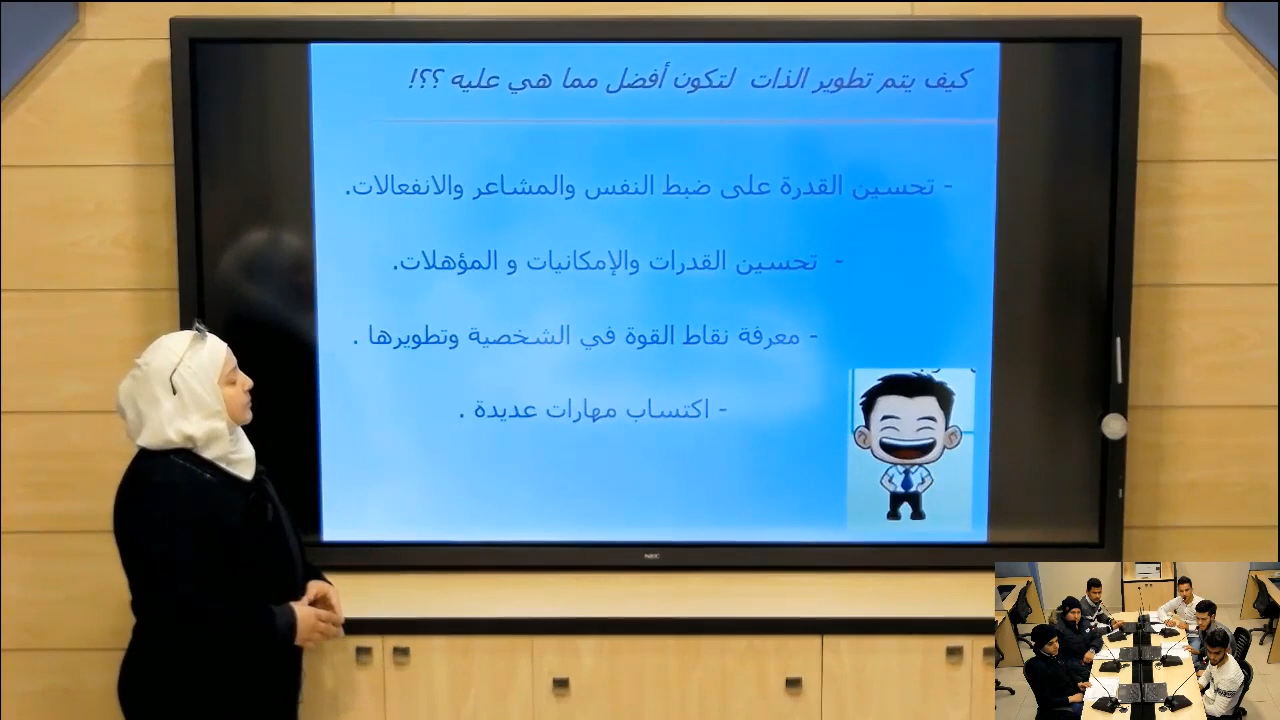 كيف يتم تطوير الذات لتكون أفضل مما هي عليه ؟؟!
- تحسين القدرة على ضبط النفس والمشاعر والانفعالات.
- تحسين القدرات والإمكانيات و المؤهلات.
- معرفة نقاط القوة في الشخصية وتطويرها .
- اكتساب مهارات عديدة .
NEC